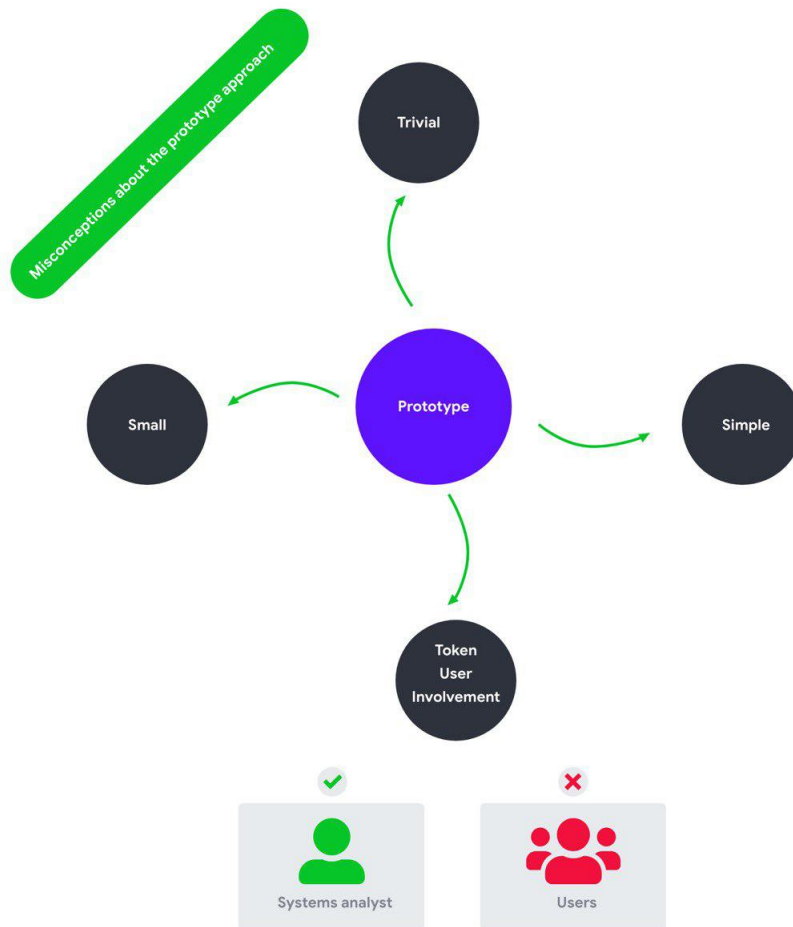 Misconceptions about the prototype approach
Trivial
Small
Prototype
Simple
Token
User
Involvement
Systems analyst
Users